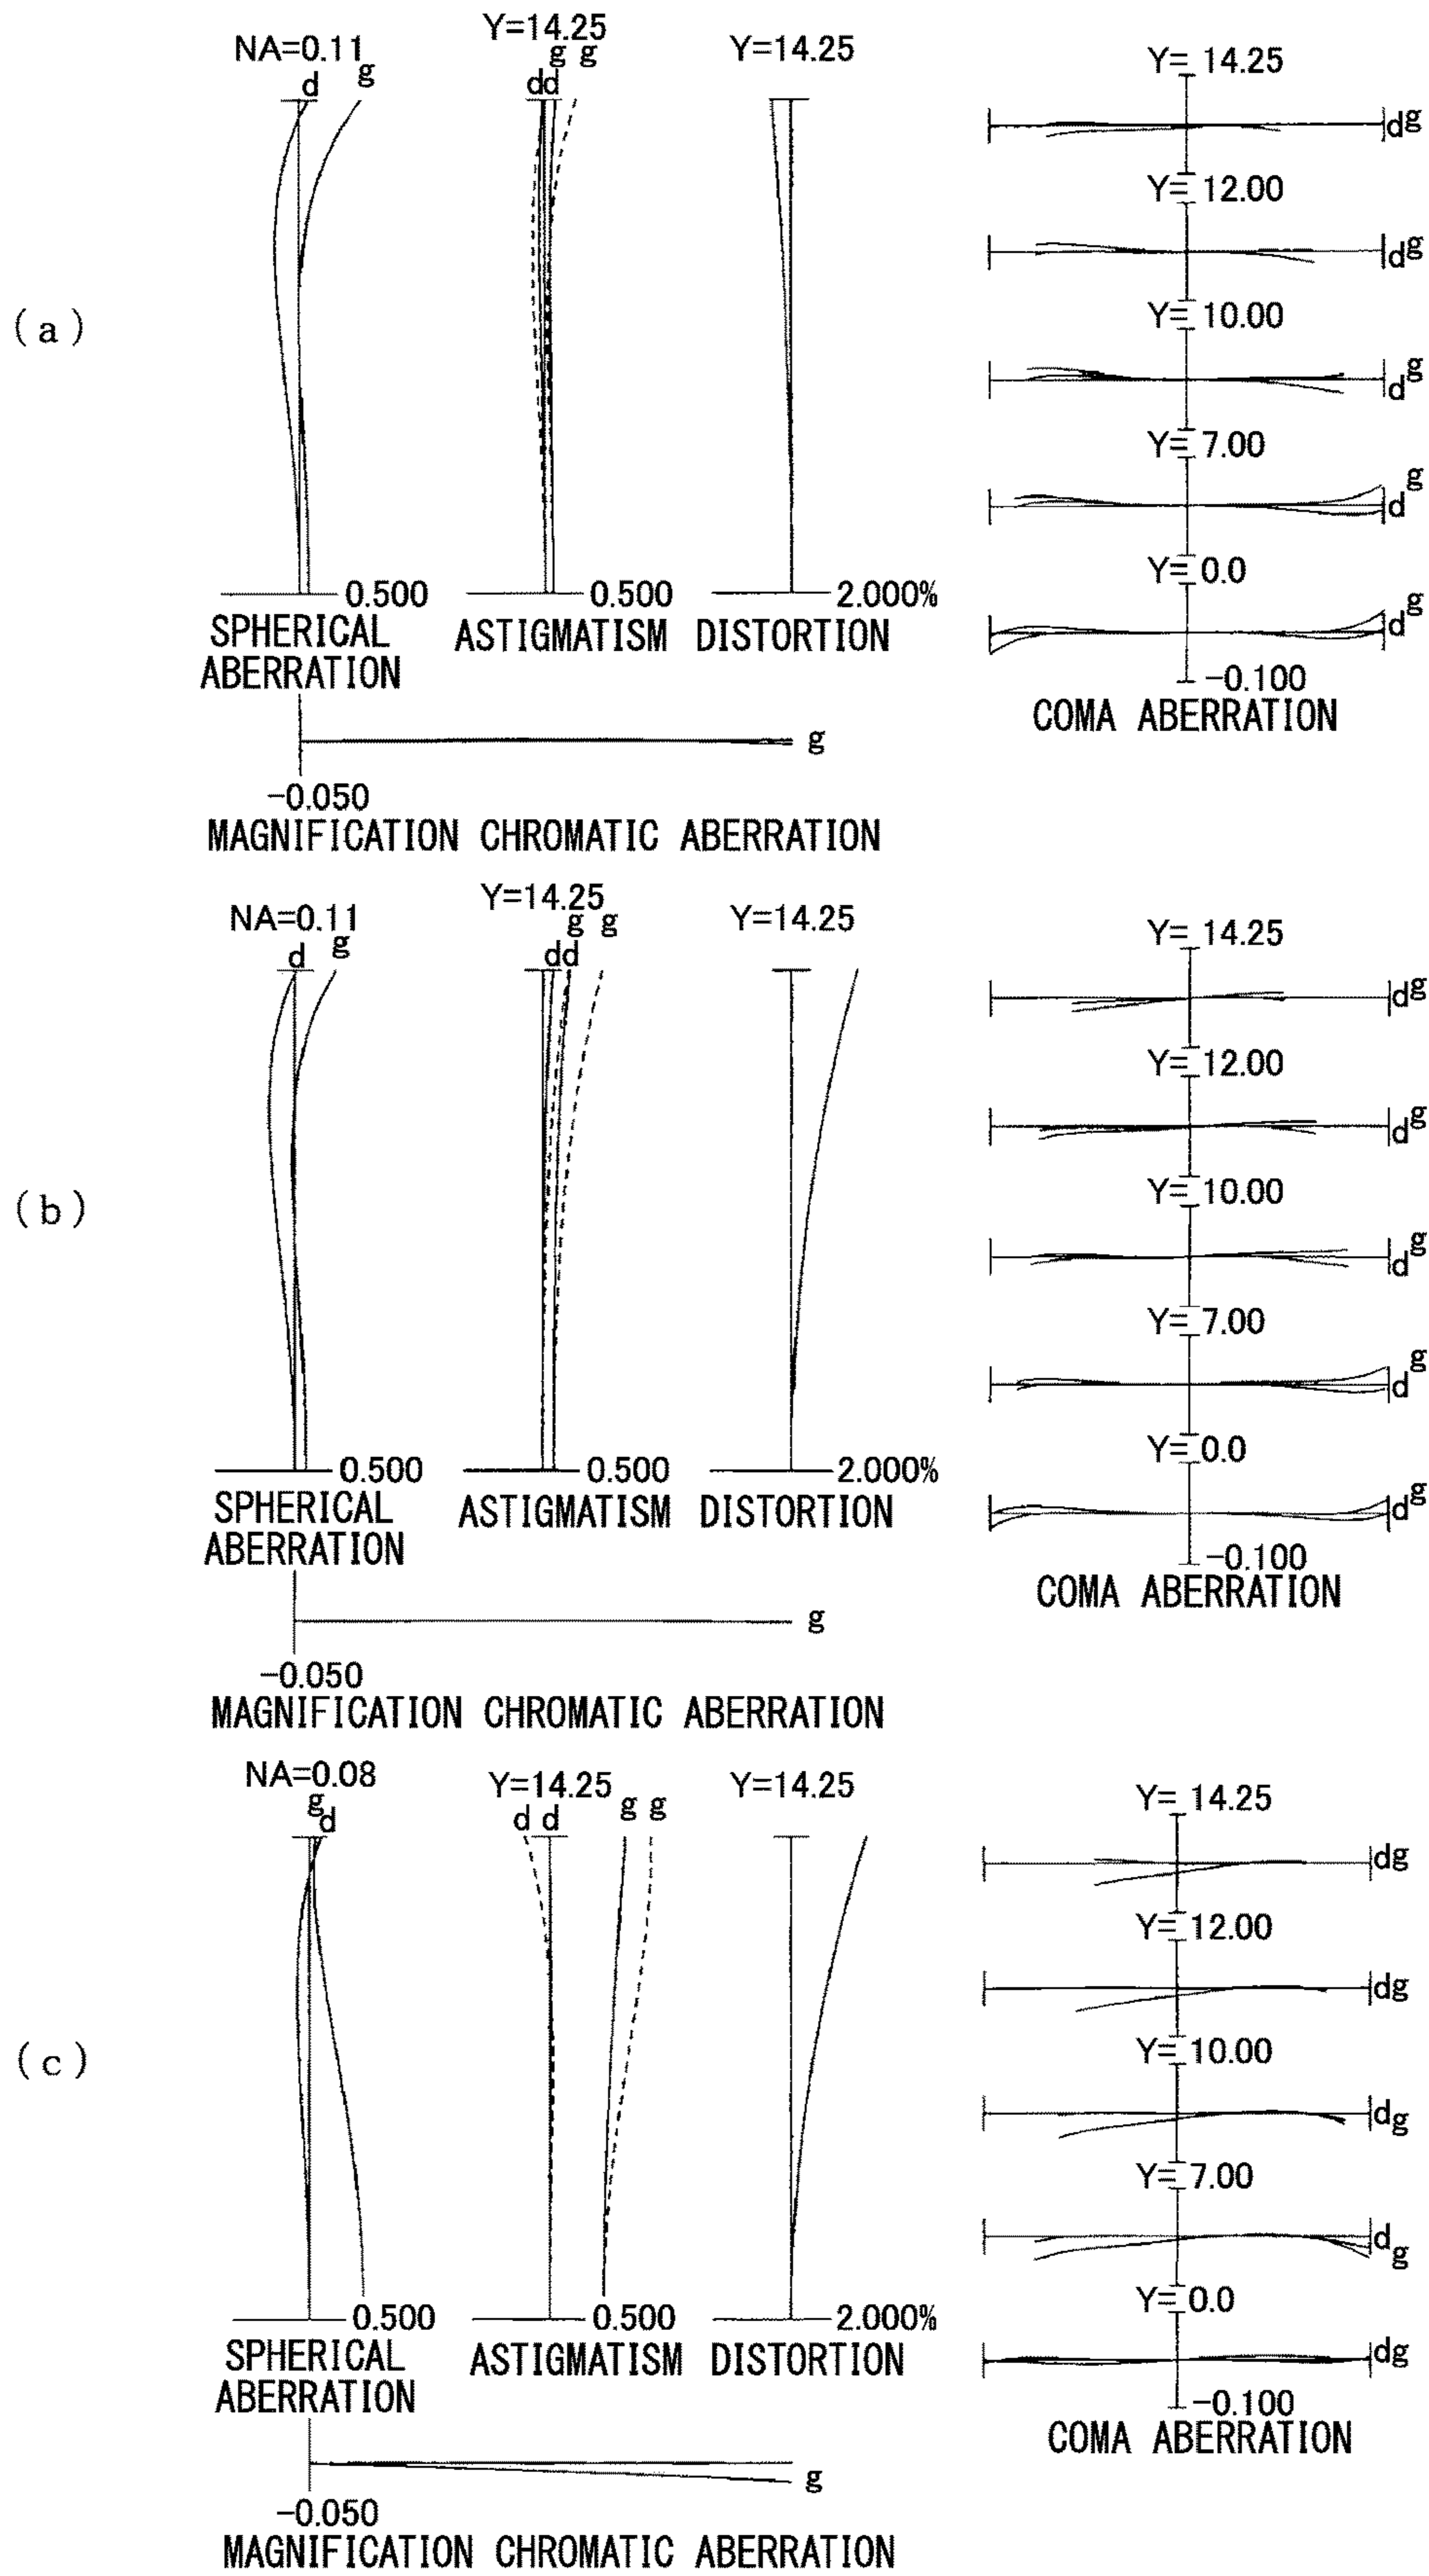 (a)
NA=0.11
d
g
0.500
SPHERICAL
ABERRATION
Y=14.25
g g
dd
0.500
ASTIGMATISM
Y=14.25
2.000%
DISTORTION
Y= 14.25
dg
Y= 12.00
dg
Y= 10.00
dg
Y= 7.00
dg
Y= 0.0
dg
-0.100
COMA ABERRATION
g
-0.050
MAGNIFICATION CHROMATIC ABERRATION
(b)
NA=0.11
d
g
0.500
SPHERICAL
ABERRATION
Y=14.25
g g
dd
0.500
ASTIGMATISM
Y=14.25
2.000%
DISTORTION
Y= 14.25
dg
Y= 12.00
dg
Y= 10.00
dg
Y= 7.00
dg
Y= 0.0
dg
-0.100
COMA ABERRATION
g
-0.050
MAGNIFICATION CHROMATIC ABERRATION
(c)
NA=0.08
g
d
0.500
SPHERICAL
ABERRATION
Y=14.25
d d g g
0.500
ASTIGMATISM
Y=14.25
2.000%
DISTORTION
Y= 14.25
dg
Y= 12.00
dg
Y= 10.00
dg
Y= 7.00
dg
Y= 0.0
dg
-0.100
COMA ABERRATION
g
-0.050
MAGNIFICATION CHROMATIC ABERRATION